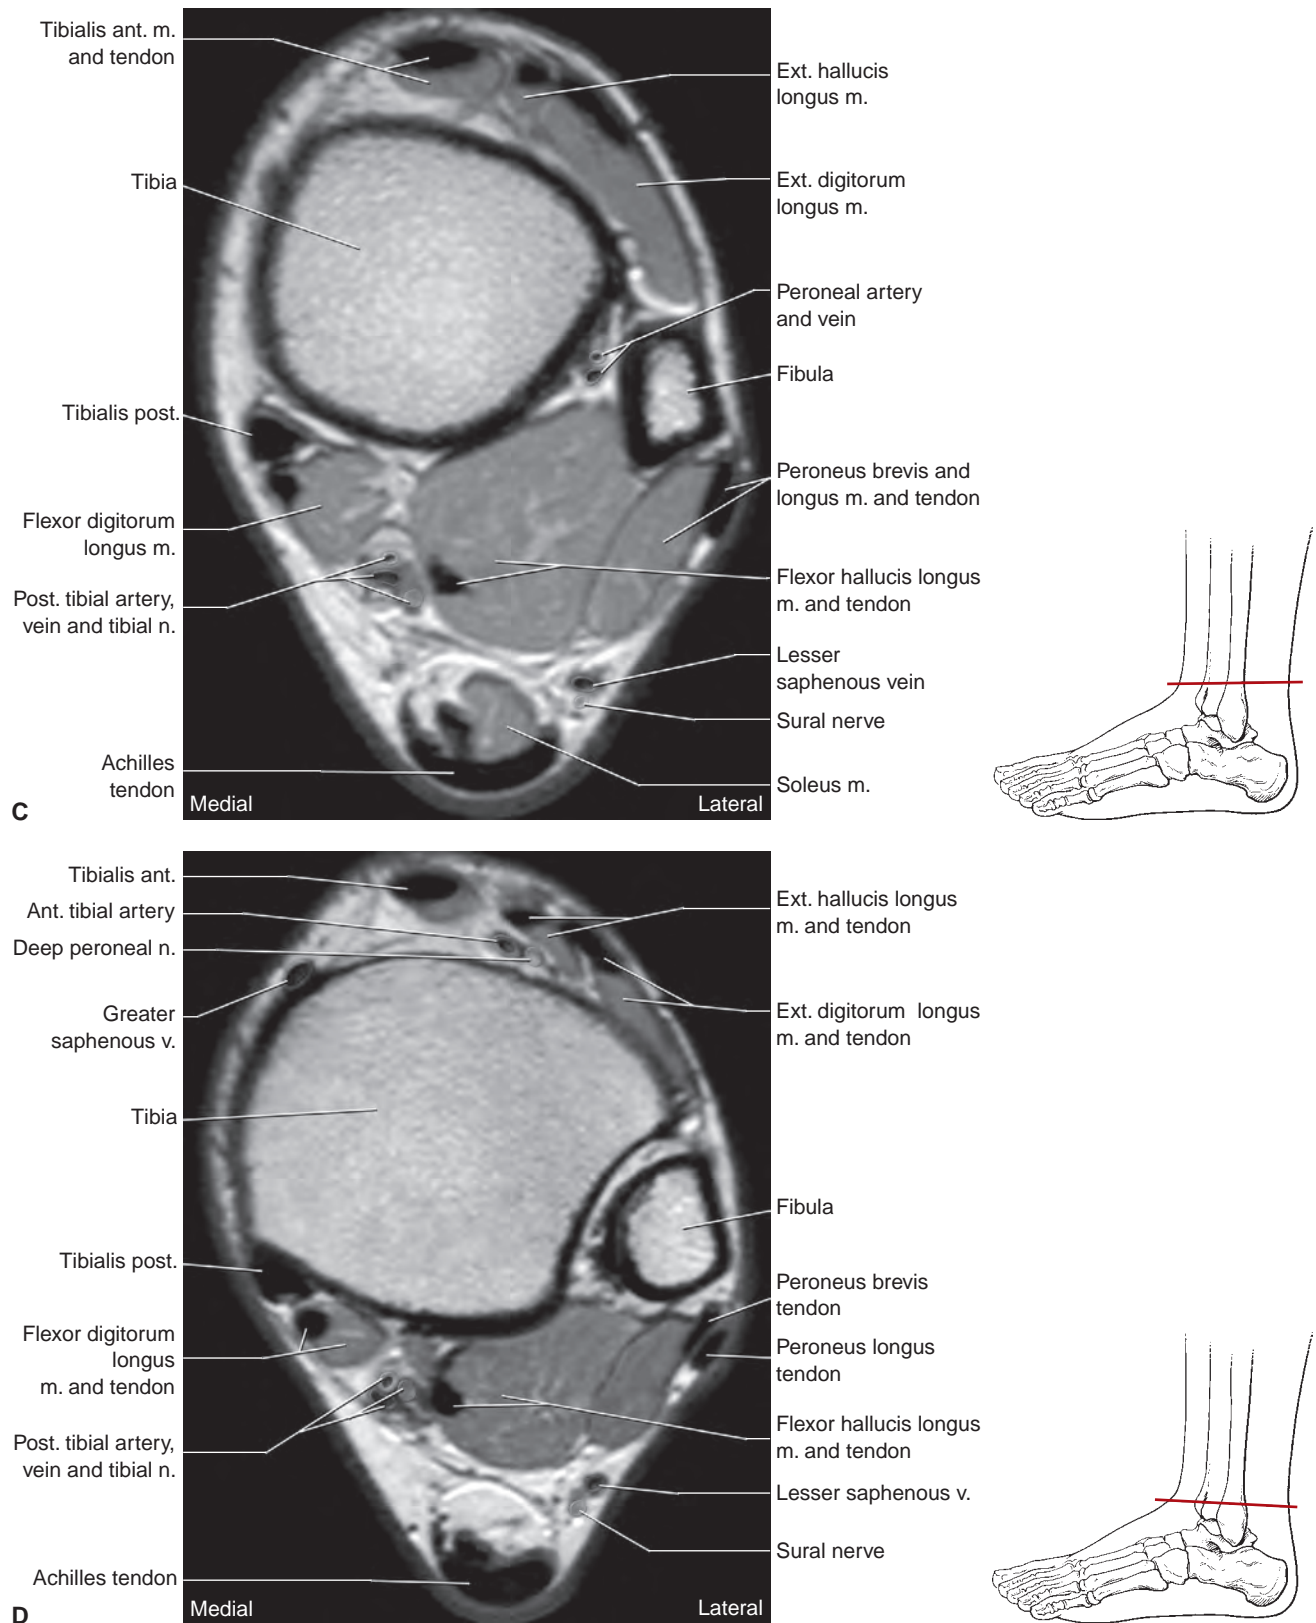 Tibialis ant. m.
and tendon
Tibia
Tibialis post.
Flexor digitorum
longus m.
Post. tibial artery,
vein and tibial n.
Achilles
tendon
C
Medial
Lateral
Ext. hallucis
longus m.
Ext. digitorum
longus m.
Peroneal artery
and vein
Fibula
Peroneus brevis and
longus m. and tendon
Flexor hallucis longus
m. and tendon
Lesser
saphenous vein
Sural nerve
Soleus m.
Tibialis ant.
Ant. tibial artery
Deep peroneal n.
Greater
saphenous v.
Tibia
Tibialis post.
Flexor digitorum
longus
m. and tendon
Post. tibial artery,
vein and tibial n.
Achilles tendon
D
Medial
Lateral
Ext. hallucis longus
m. and tendon
Ext. digitorum longus
m. and tendon
Fibula
Peroneus brevis
tendon
Peroneus longus
tendon
Flexor hallucis longus
m. and tendon
Lesser saphenous v.
Sural nerve